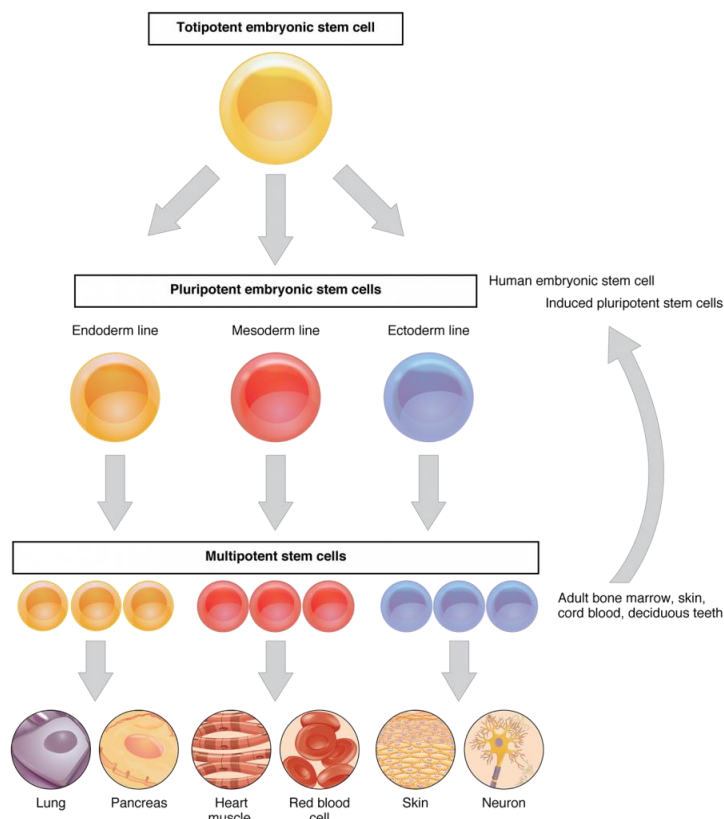 Totipotent embryonic stem cell
Pluripotent embryonic stem cells
Human embryonic stem cell
Induced pluripotent stem cells
Endoderm line
Mesoderm line
Ectoderm line
Multipotent stem cells
Adult bone marrow, skin,
cord blood, deciduous teeth
Lung
Pancreas
Heart
muscle
Red blood
cell
Skin
Neuron